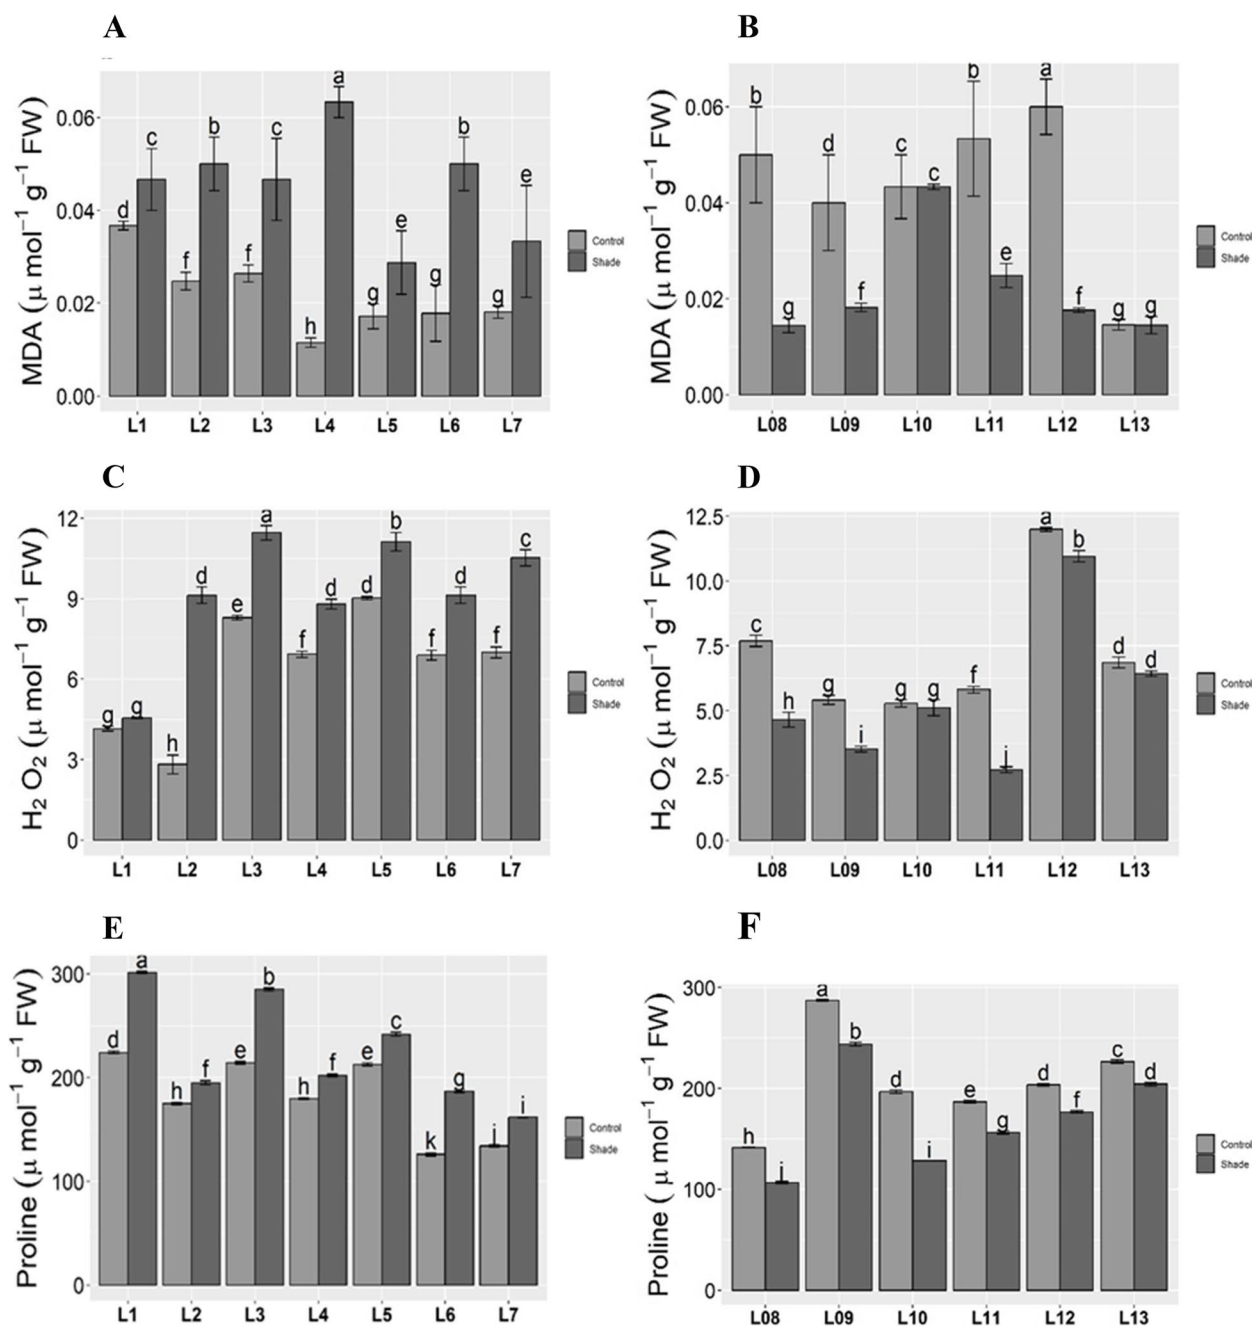 A
MDA (μ mol⁻¹ g⁻¹ FW)
0.06
0.04
0.02
0.00
d c f b f c h a g e g b g e
L1 L2 L3 L4 L5 L6 L7
Control
Shade
B
MDA (μ mol⁻¹ g⁻¹ FW)
0.06
0.04
0.02
0.00
b g d f c c b e a f g g
L08 L09 L10 L11 L12 L13
Control
Shade
C
H₂ O₂ (μ mol⁻¹ g⁻¹ FW)
12
9
6
3
0
g g h d e a f d d b f d f c
L1 L2 L3 L4 L5 L6 L7
Control
Shade
D
H₂ O₂ (μ mol⁻¹ g⁻¹ FW)
12.5
10.0
7.5
5.0
2.5
0.0
c h g i g g f j a b d d
L08 L09 L10 L11 L12 L13
Control
Shade
E
Proline (μ mol⁻¹ g⁻¹ FW)
300
200
100
0
d a h f e b h f e c k g j i
L1 L2 L3 L4 L5 L6 L7
Control
Shade
F
Proline ( μ mol⁻¹ g⁻¹ FW)
300
200
100
0
h j a b d i e g d f c d
L08 L09 L10 L11 L12 L13
Control
Shade